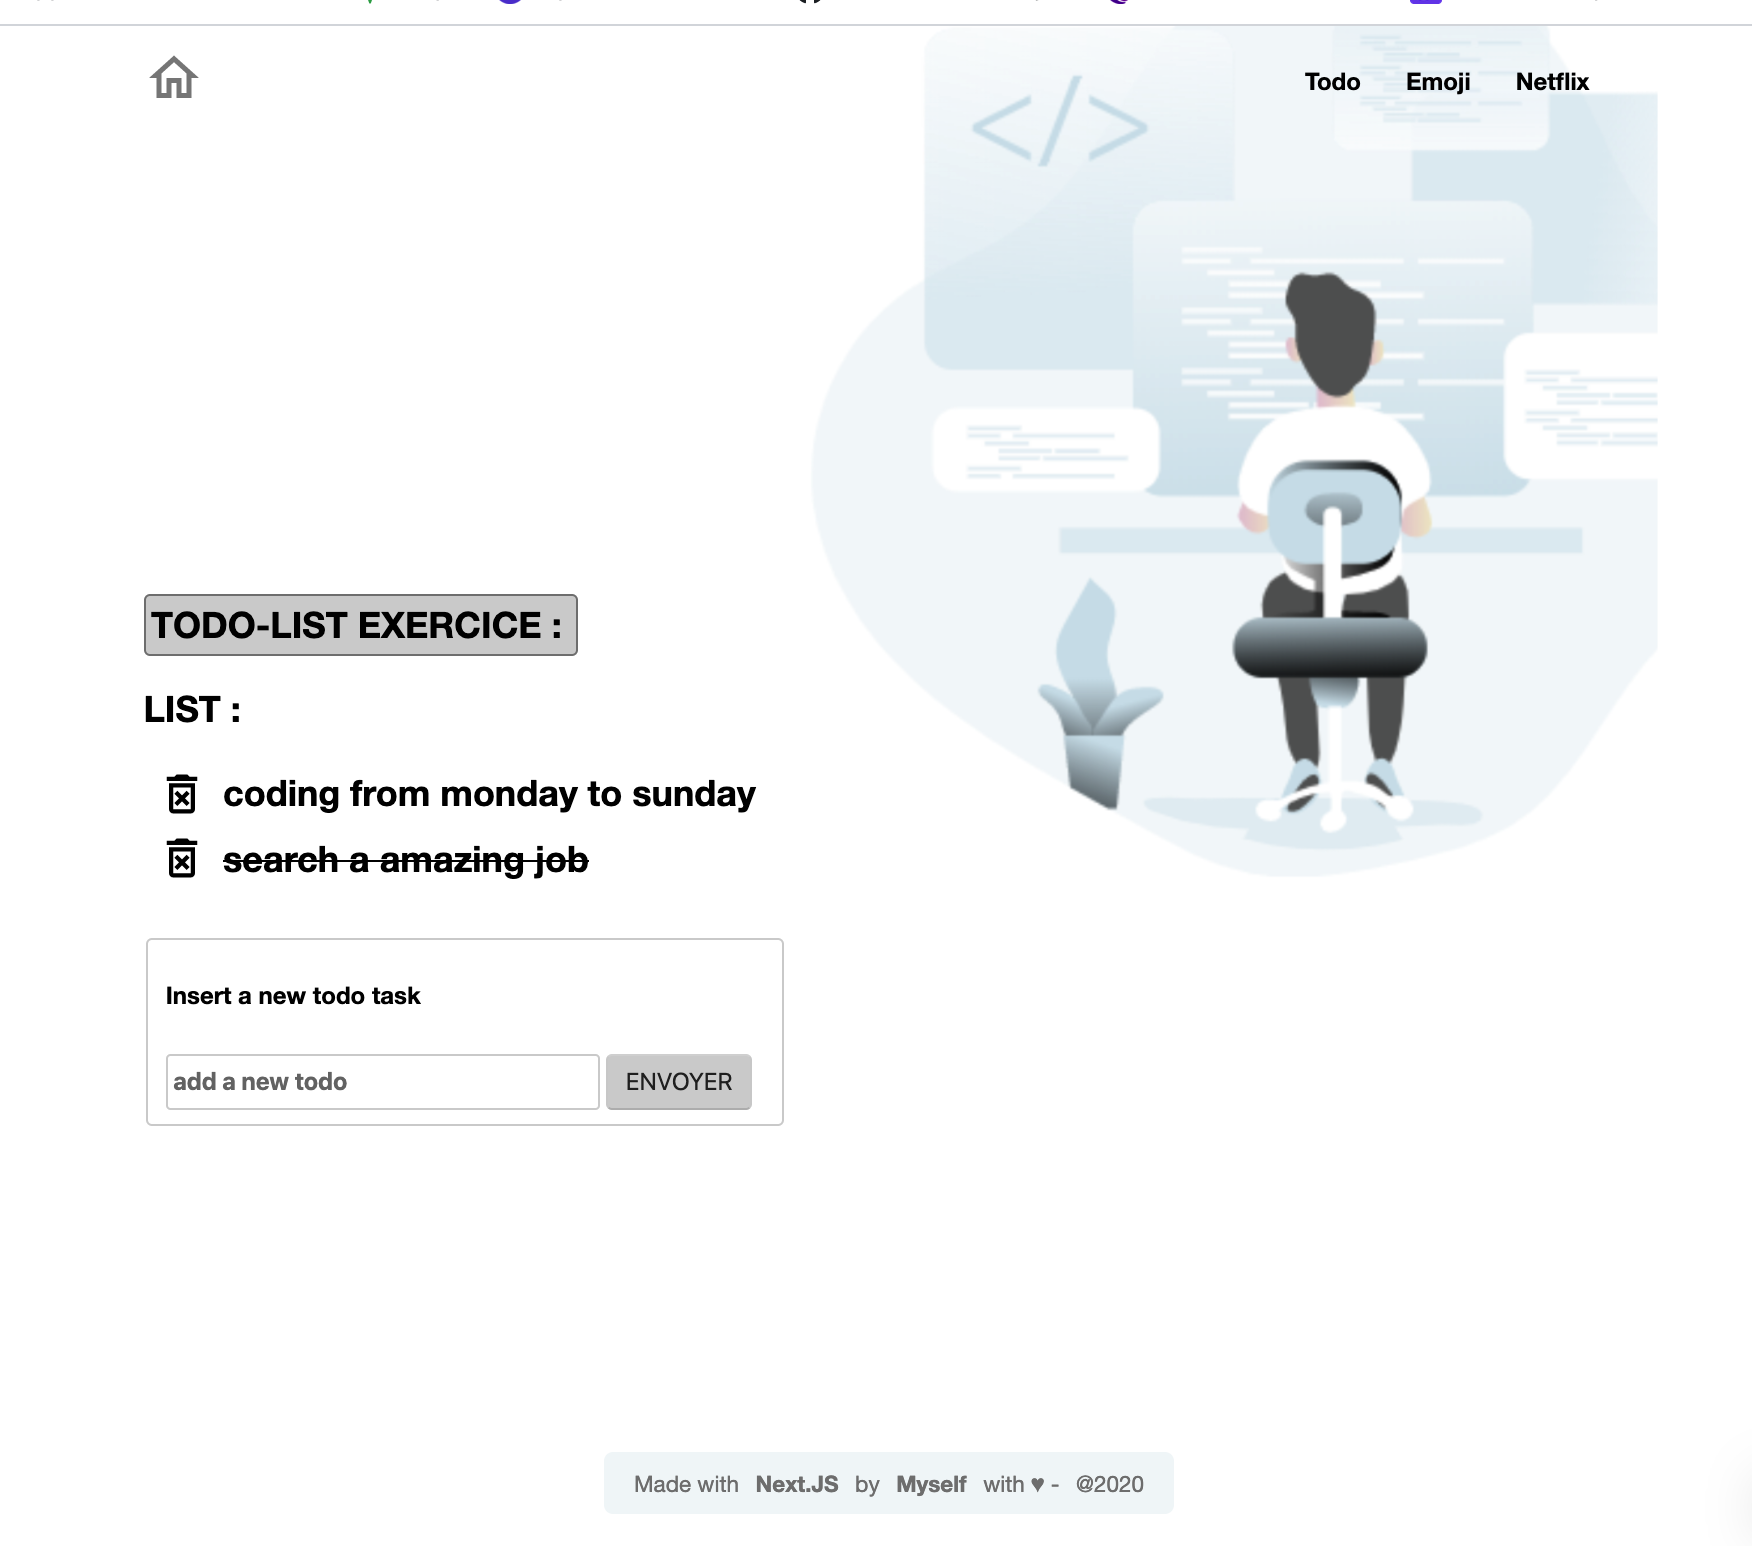 Todo Emoji Netflix
</>
TODO-LIST EXERCICE :
LIST :
coding from monday to sunday
search a amazing job
Insert a new todo task
add a new todo
ENVOYER
Made with Next.JS by Myself with ♥ - @2020